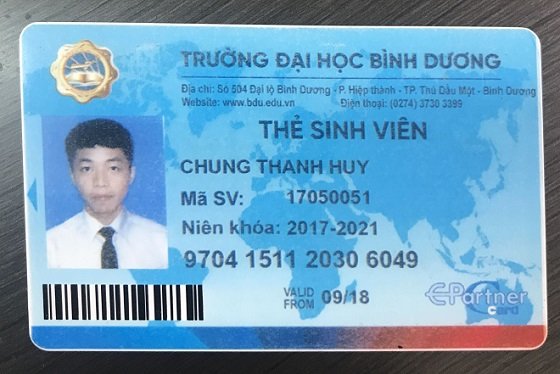 TRƯỜNG ĐẠI HỌC BÌNH DƯƠNG
Địa chỉ: Số 504 Đại lộ Bình Dương - P. Hiệp thành - TP. Thủ Dầu Một - Bình Dương
Website: www.bdu.edu.vn Điện thoại: (0274) 3730 3399
THẺ SINH VIÊN
CHUNG THANH HUY
Mã SV: 17050051
Niên khóa: 2017-2021
9704 1511 2030 6049
VALID FROM 09/18
E-Partner
card